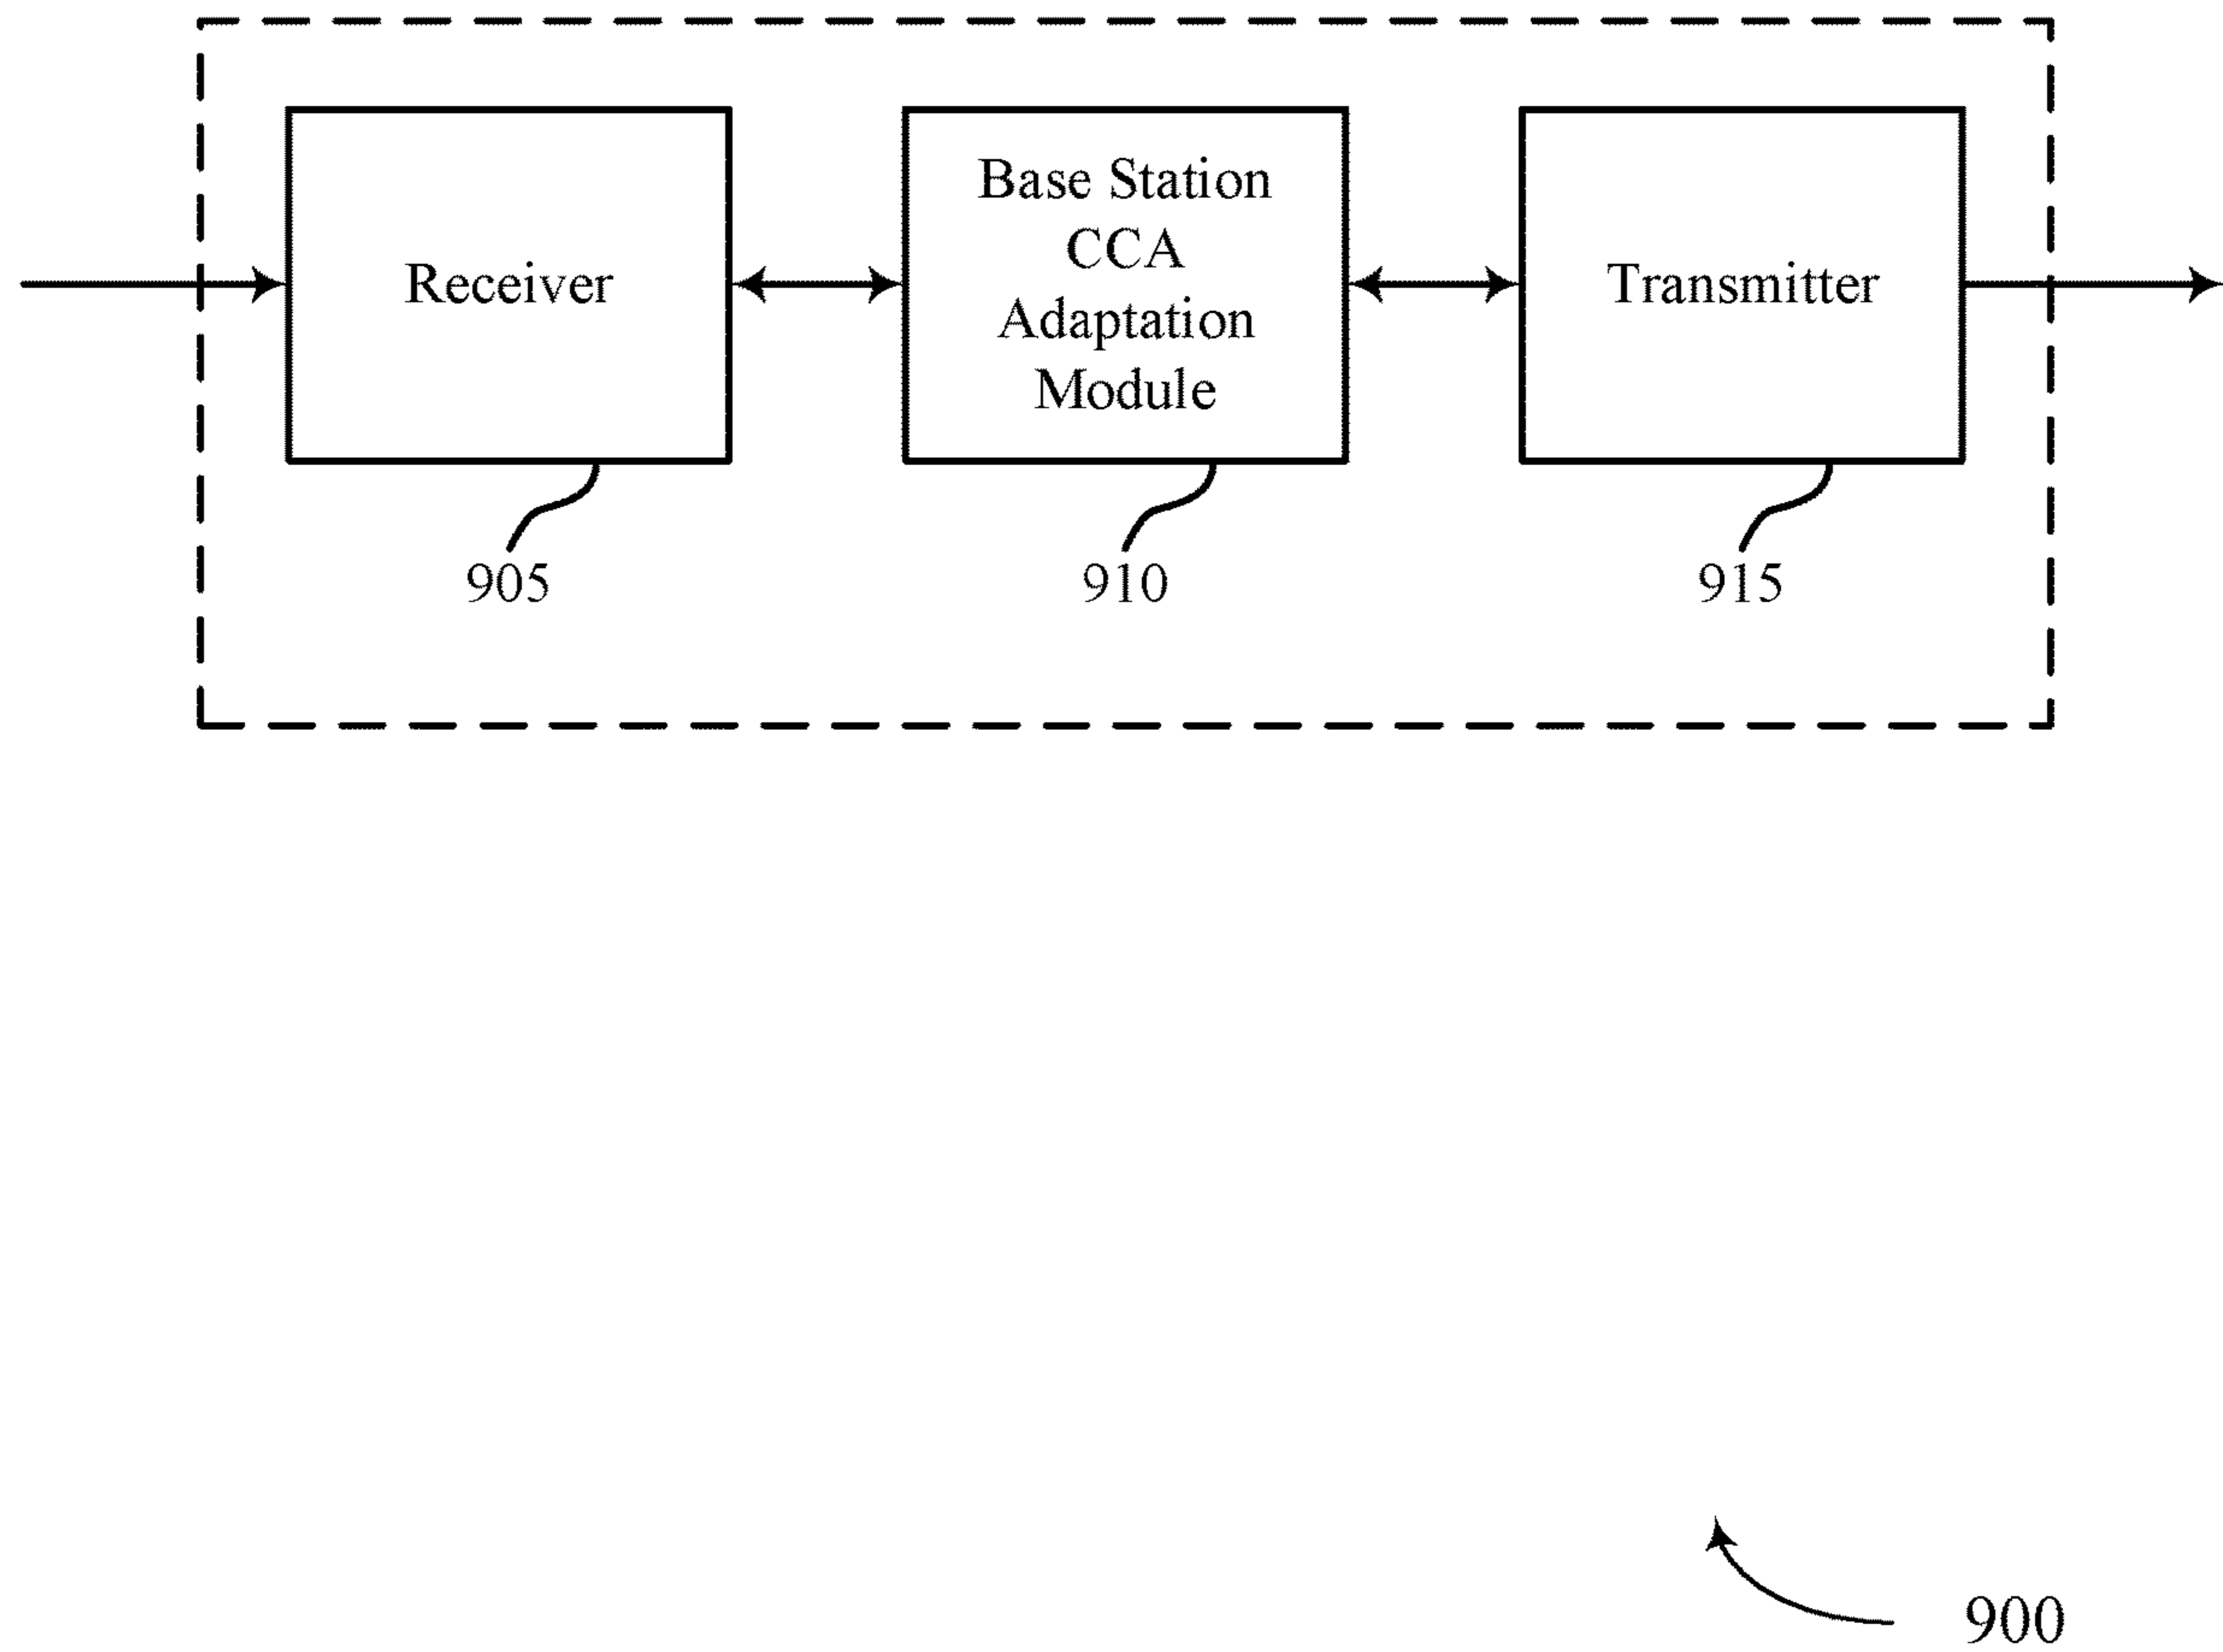 Receiver
Base Station
CCA
Adaptation
Module
Transmitter
905
910
915
900